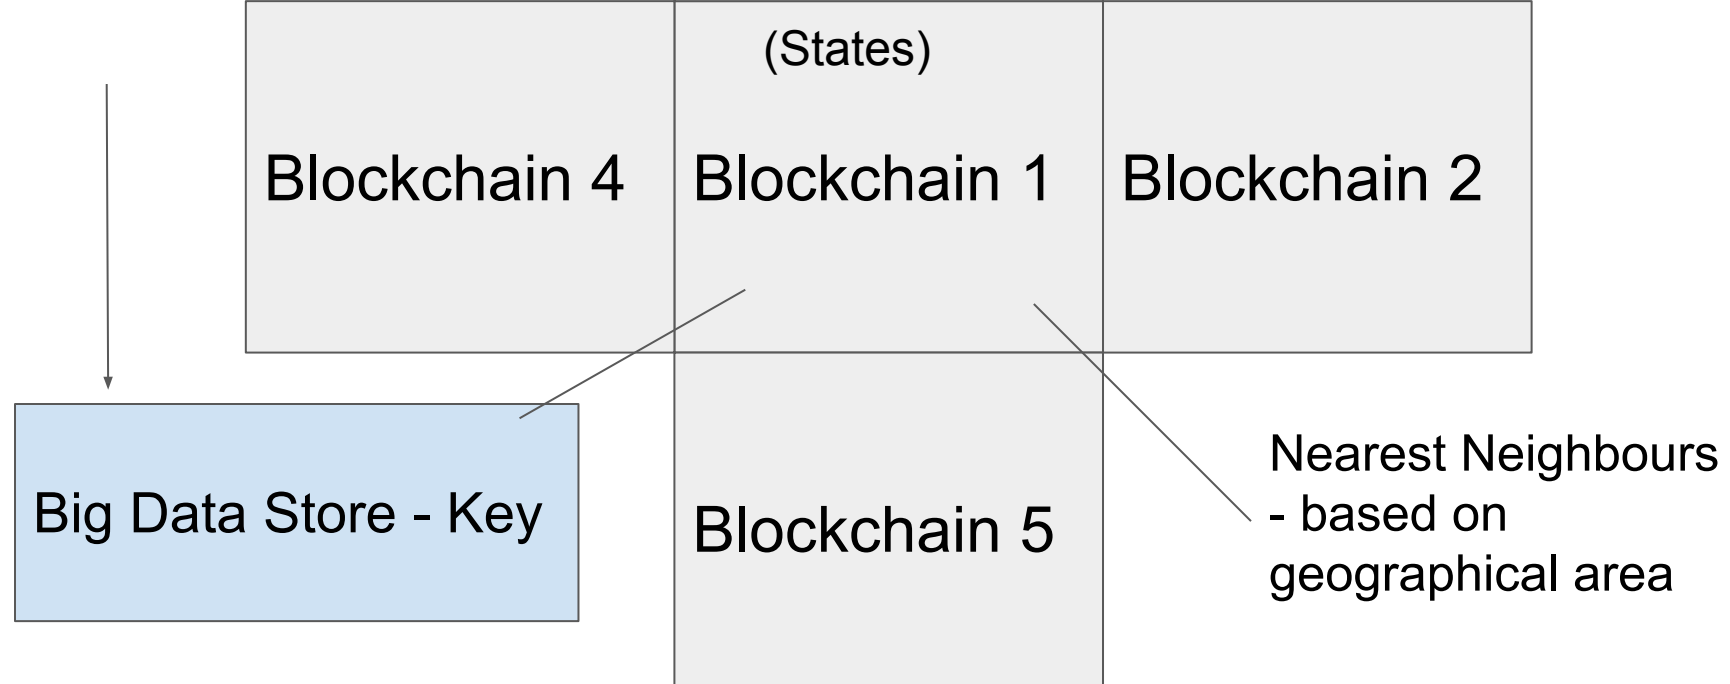 (States)
Blockchain 4
Blockchain 1
Blockchain 2
Big Data Store - Key
Blockchain 5
Nearest Neighbours
- based on
geographical area